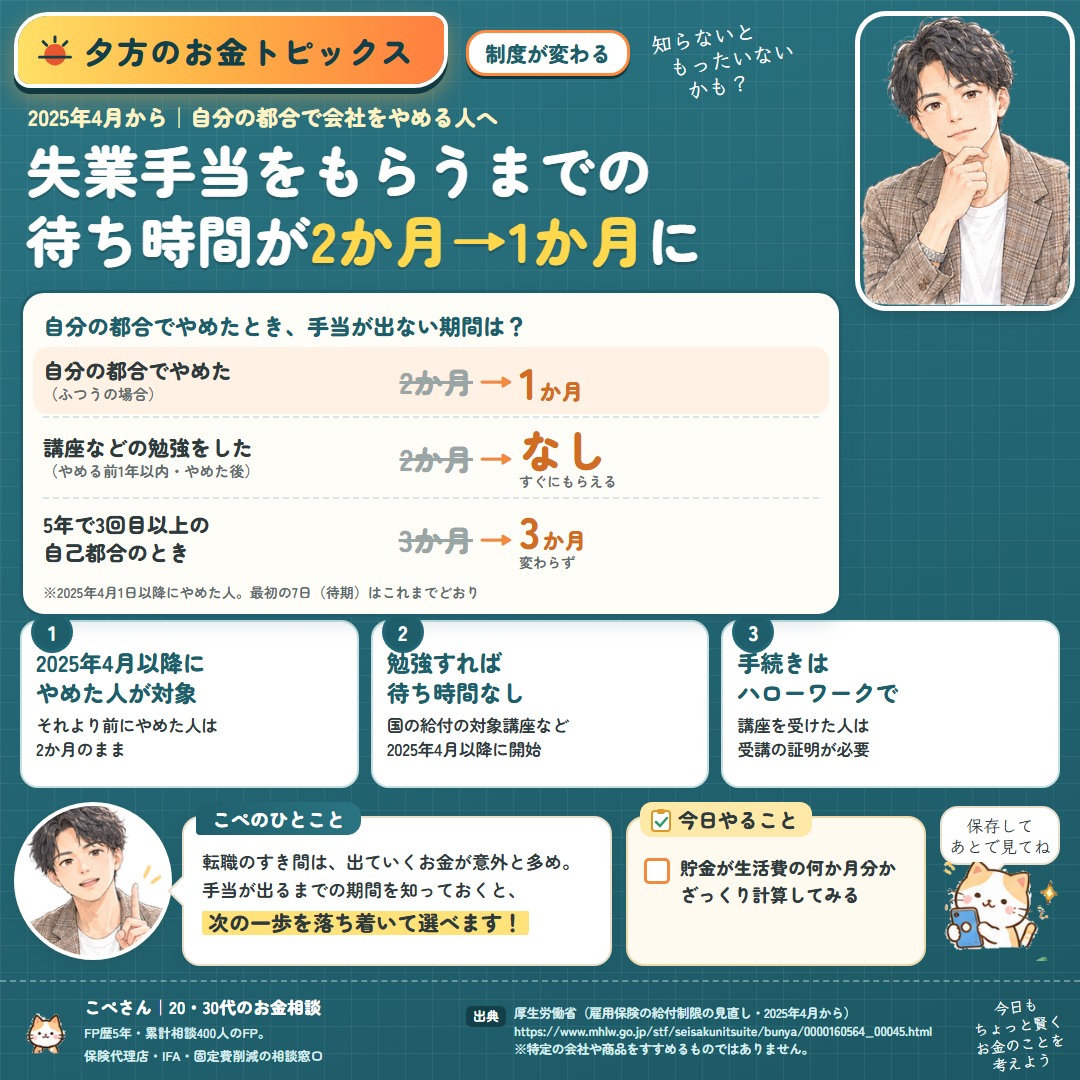 夕方のお金トピックス
制度が変わる
知らないと
もったいない
かも?
2025年4月から｜自分の都合で会社をやめる人へ
失業手当をもらうまでの
待ち時間が2か月→1か月に
自分の都合でやめたとき、手当が出ない期間は?
自分の都合でやめた
(ふつうの場合)
2か月→1か月
講座などの勉強をした
(やめる前1年以内・やめた後)
2か月→なし
すぐにもらえる
5年で3回目以上の
自己都合のとき
3か月→3か月
変わらず
※2025年4月1日以降にやめた人。最初の7日(待期)はこれまでどおり
1
2025年4月以降に
やめた人が対象
それより前にやめた人は
2か月のまま
2
勉強すれば
待ち時間なし
国の給付の対象講座など
2025年4月以降に開始
3
手続きは
ハローワークで
講座を受けた人は
受講の証明が必要
こぺのひとこと
転職のすき間は、出ていくお金が意外と多め。
手当が出るまでの期間を知っておくと、
次の一歩を落ち着いて選べます!
今日やること
貯金が生活費の何か月分か
ざっくり計算してみる
保存して
あとで見てね
こぺさん｜20・30代のお金相談
FP歴5年・累計相談400人のFP。
保険代理店・IFA・固定費削減の相談窓口
出典
厚生労働省(雇用保険の給付制限の見直し・2025年4月から)
https://www.mhlw.go.jp/stf/seisakunitsuite/bunya/0000160564_00045.html
※特定の会社や商品をすすめるものではありません。
今日も
ちょっと賢く
お金のことを
考えよう